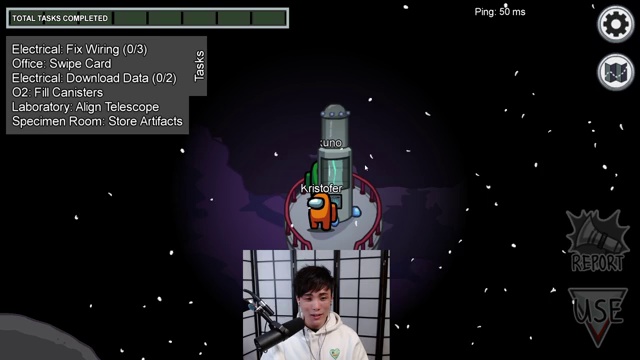 TOTAL TASKS COMPLETED
Ping: 50 ms
Electrical: Fix Wiring (0/3)
Office: Swipe Card
Electrical: Download Data (0/2)
O2: Fill Canisters
Laboratory: Align Telescope
Specimen Room: Store Artifacts
Tasks
Kristofer
REPORT
USE